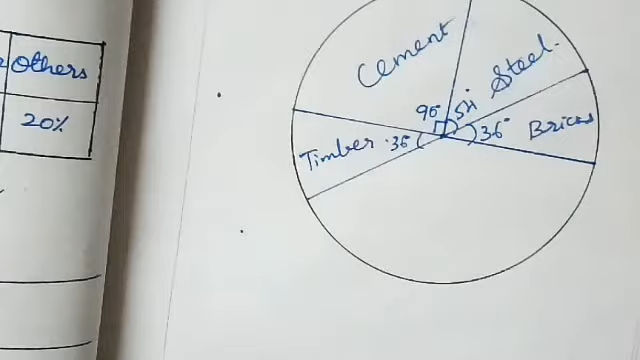 Others
20%
Cement
Steel.
90°
54°
Timber
36°
36°
Bricks